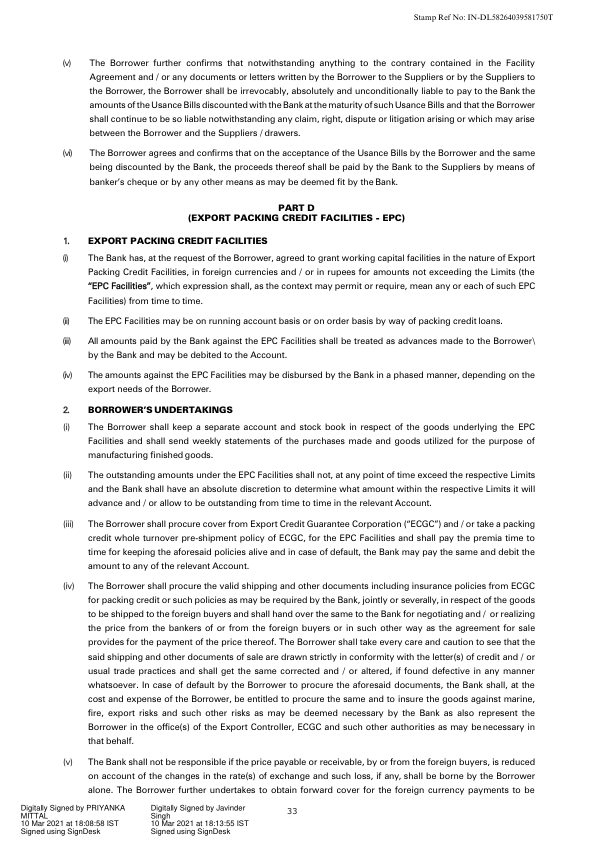 Stamp Ref No: IN-DL58264039581750T
(v) The Borrower further confirms that notwithstanding anything to the contrary contained in the Facility
Agreement and / or any documents or letters written by the Borrower to the Suppliers or by the Suppliers to
the Borrower, the Borrower shall be irrevocably, absolutely and unconditionally liable to pay to the Bank the
amounts of the Usance Bills discounted with the Bank at the maturity of such Usance Bills and that the Borrower
shall continue to be so liable notwithstanding any claim, right, dispute or litigation arising or which may arise
between the Borrower and the Suppliers / drawers.
(vi) The Borrower agrees and confirms that on the acceptance of the Usance Bills by the Borrower and the same
being discounted by the Bank, the proceeds thereof shall be paid by the Bank to the Suppliers by means of
banker's cheque or by any other means as may be deemed fit by the Bank.
PART D
(EXPORT PACKING CREDIT FACILITIES - EPC)
1. EXPORT PACKING CREDIT FACILITIES
(i) The Bank has, at the request of the Borrower, agreed to grant working capital facilities in the nature of Export
Packing Credit Facilities, in foreign currencies and / or in rupees for amounts not exceeding the Limits (the
"EPC Facilities", which expression shall, as the context may permit or require, mean any or each of such EPC
Facilities) from time to time.
(ii) The EPC Facilities may be on running account basis or on order basis by way of packing credit loans.
(iii) All amounts paid by the Bank against the EPC Facilities shall be treated as advances made to the Borrower\
by the Bank and may be debited to the Account.
(iv) The amounts against the EPC Facilities may be disbursed by the Bank in a phased manner, depending on the
export needs of the Borrower.
2. BORROWER'S UNDERTAKINGS
(i) The Borrower shall keep a separate account and stock book in respect of the goods underlying the EPC
Facilities and shall send weekly statements of the purchases made and goods utilized for the purpose of
manufacturing finished goods.
(ii) The outstanding amounts under the EPC Facilities shall not, at any point of time exceed the respective Limits
and the Bank shall have an absolute discretion to determine what amount within the respective Limits it will
advance and / or allow to be outstanding from time to time in the relevant Account.
(iii) The Borrower shall procure cover from Export Credit Guarantee Corporation ("ECGC") and / or take a packing
credit whole turnover pre-shipment policy of ECGC, for the EPC Facilities and shall pay the premia time to
time for keeping the aforesaid policies alive and in case of default, the Bank may pay the same and debit the
amount to any of the relevant Account.
(iv) The Borrower shall procure the valid shipping and other documents including insurance policies from ECGC
for packing credit or such policies as may be required by the Bank, jointly or severally, in respect of the goods
to be shipped to the foreign buyers and shall hand over the same to the Bank for negotiating and / or realizing
the price from the bankers of or from the foreign buyers or in such other way as the agreement for sale
provides for the payment of the price thereof. The Borrower shall take every care and caution to see that the
said shipping and other documents of sale are drawn strictly in conformity with the letter(s) of credit and / or
usual trade practices and shall get the same corrected and / or altered, if found defective in any manner
whatsoever. In case of default by the Borrower to procure the aforesaid documents, the Bank shall, at the
cost and expense of the Borrower, be entitled to procure the same and to insure the goods against marine,
fire, export risks and such other risks as may be deemed necessary by the Bank as also represent the
Borrower in the office(s) of the Export Controller, ECGC and such other authorities as may be necessary in
that behalf.
(v) The Bank shall not be responsible if the price payable or receivable, by or from the foreign buyers, is reduced
on account of the changes in the rate(s) of exchange and such loss, if any, shall be borne by the Borrower
alone. The Borrower further undertakes to obtain forward cover for the foreign currency payments to be
Digitally Signed by PRIYANKA
MITTAL
10 Mar 2021 at 18:08:58 IST
Signed using SignDesk
Digitally Signed by Javinder
Singh
10 Mar 2021 at 18:13:55 IST
Signed using SignDesk
33